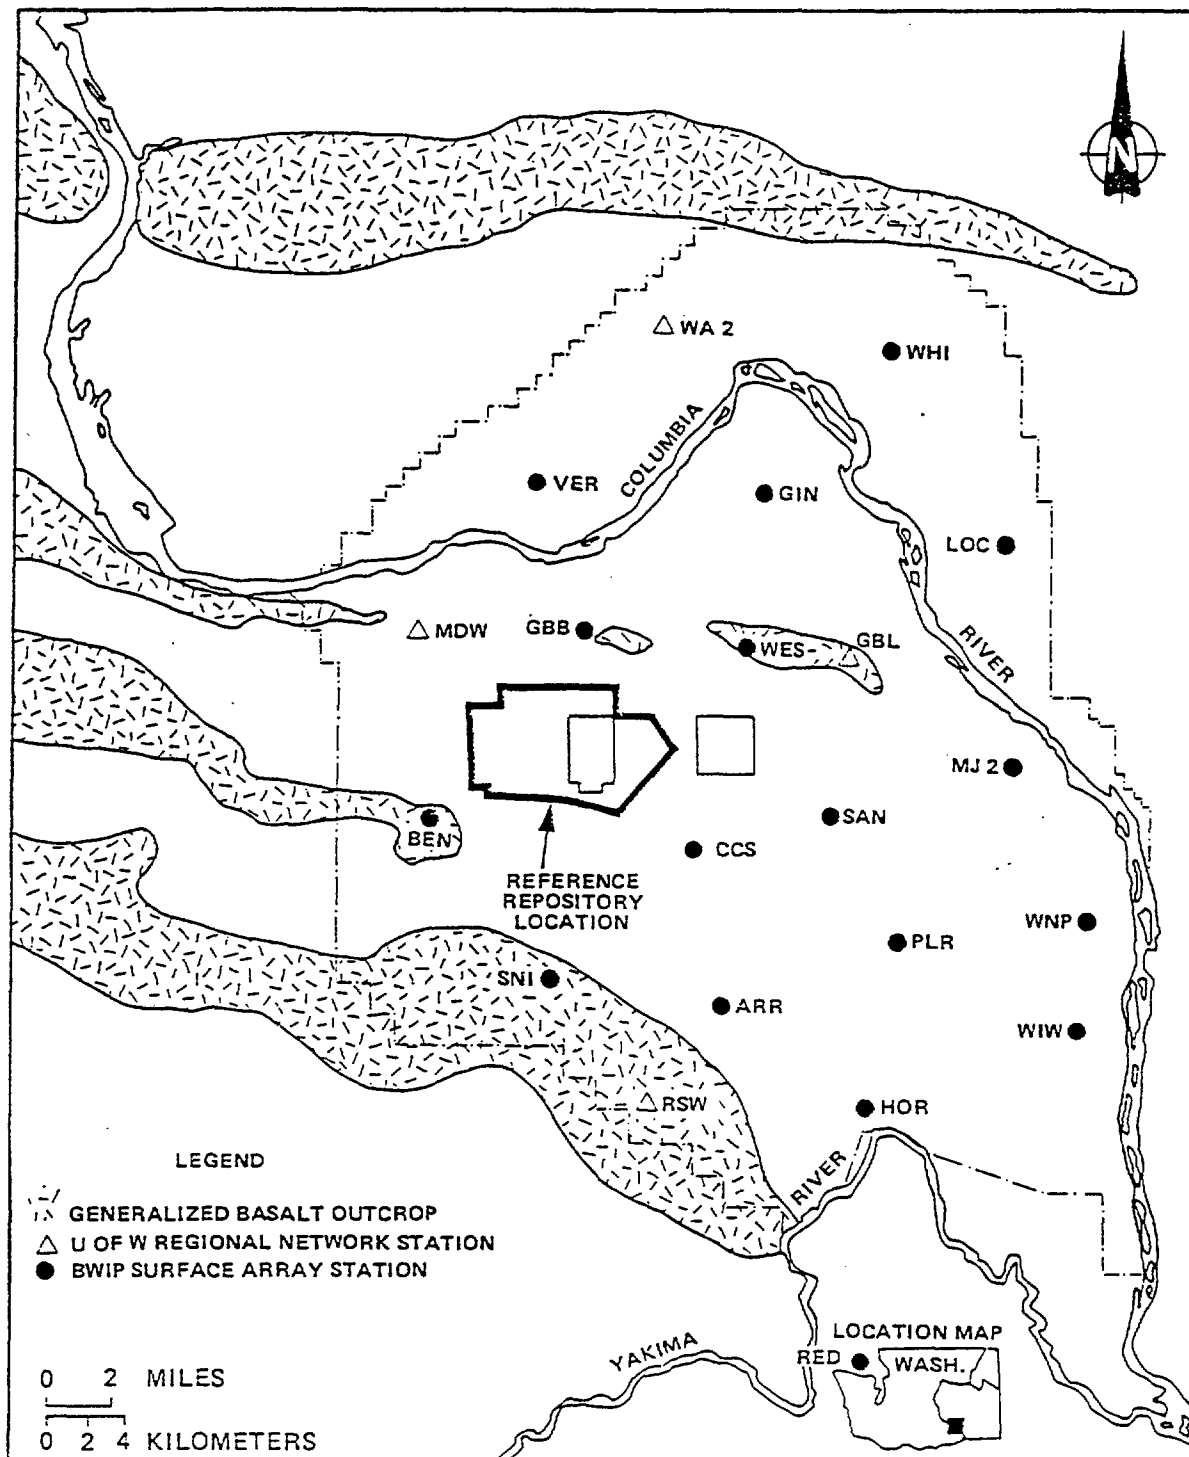 N
WA 2
WHI
COLUMBIA
VER
GIN
LOC
MDW
GBB
WES
GBL
RIVER
MJ 2
SAN
BEN
CCS
REFERENCE
REPOSITORY
LOCATION
WNP
PLR
SNI
ARR
WIW
RSW
HOR
RIVER
LEGEND
GENERALIZED BASALT OUTCROP
U OF W REGIONAL NETWORK STATION
BWIP SURFACE ARRAY STATION
LOCATION MAP
YAKIMA
RED
WASH.
0 2 MILES
0 2 4 KILOMETERS